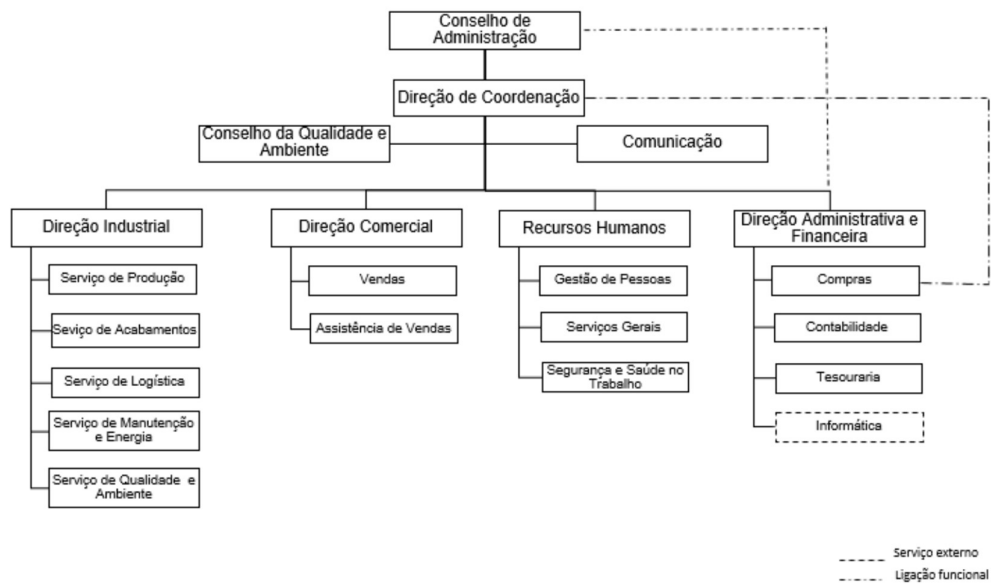 Conselho de
Administração
Direção de Coordenação
Conselho da Qualidade e
Ambiente
Comunicação
Direção Industrial
Serviço de Produção
Seviço de Acabamentos
Serviço de Logística
Serviço de Manutenção
e Energia
Serviço de Qualidade e
Ambiente
Direção Comercial
Vendas
Assistência de Vendas
Recursos Humanos
Gestão de Pessoas
Serviços Gerais
Segurança e Saúde no
Trabalho
Direção Administrativa e
Financeira
Compras
Contabilidade
Tesouraria
Informática
Serviço externo
Ligação funcional